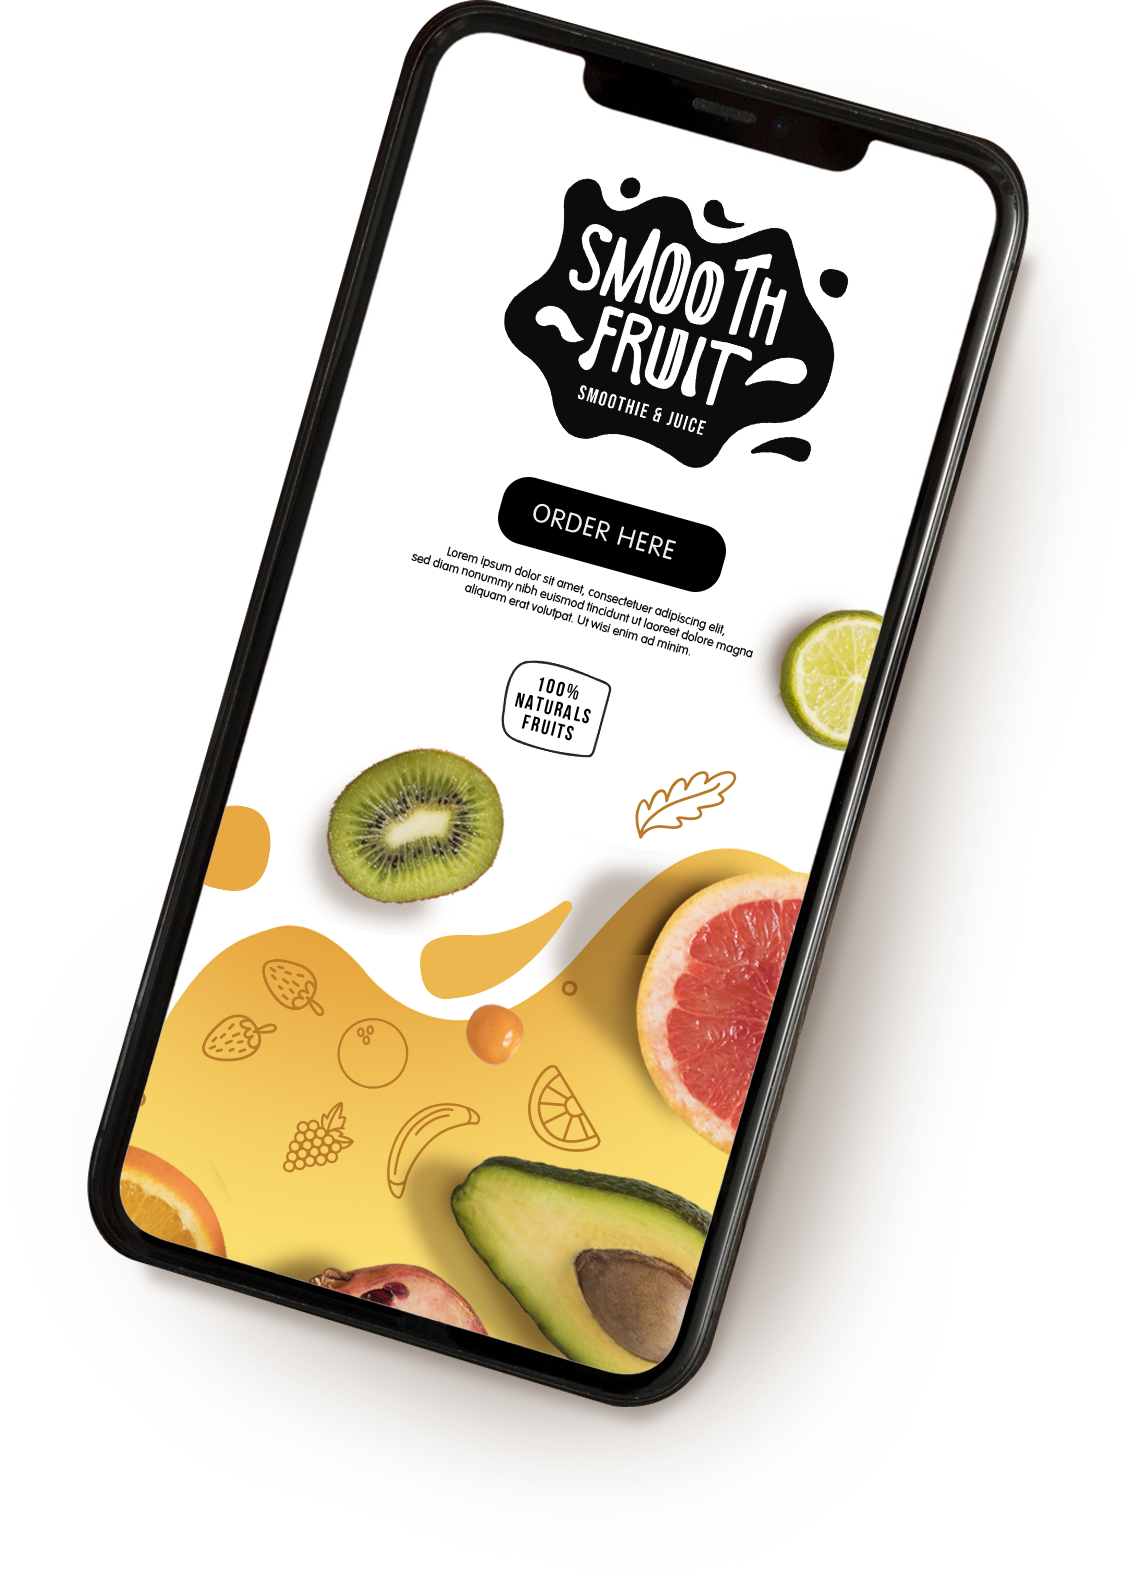 SMOOTH
FRUIT
SMOOTHIE & JUICE
ORDER HERE
Lorem ipsum dolor sit amet, consectetuer adipiscing elit,
sed diam nonummy nibh euismod tincidunt ut laoreet dolore magna
aliquam erat volutpat. Ut wisi enim ad minim.
100%
NATURALS
FRUITS